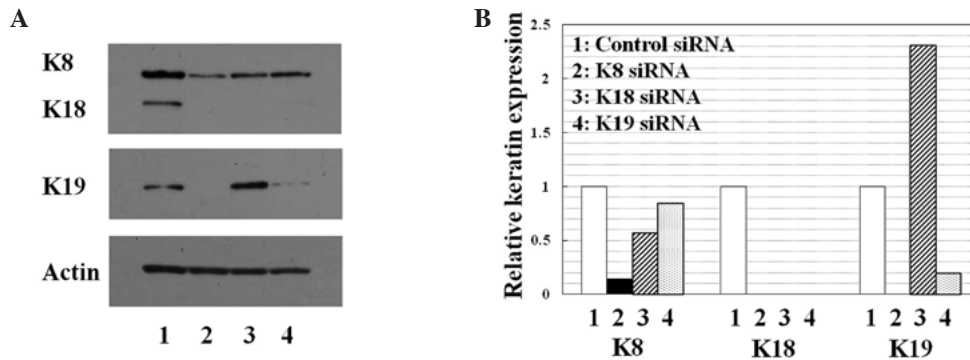 A
K8
K18
K19
Actin
1 2 3 4
B
Relative keratin expression
2.5
2
1.5
1
0.5
0
1: Control siRNA
2: K8 siRNA
3: K18 siRNA
4: K19 siRNA
1 2 3 4 1 2 3 4 1 2 3 4
K8 K18 K19